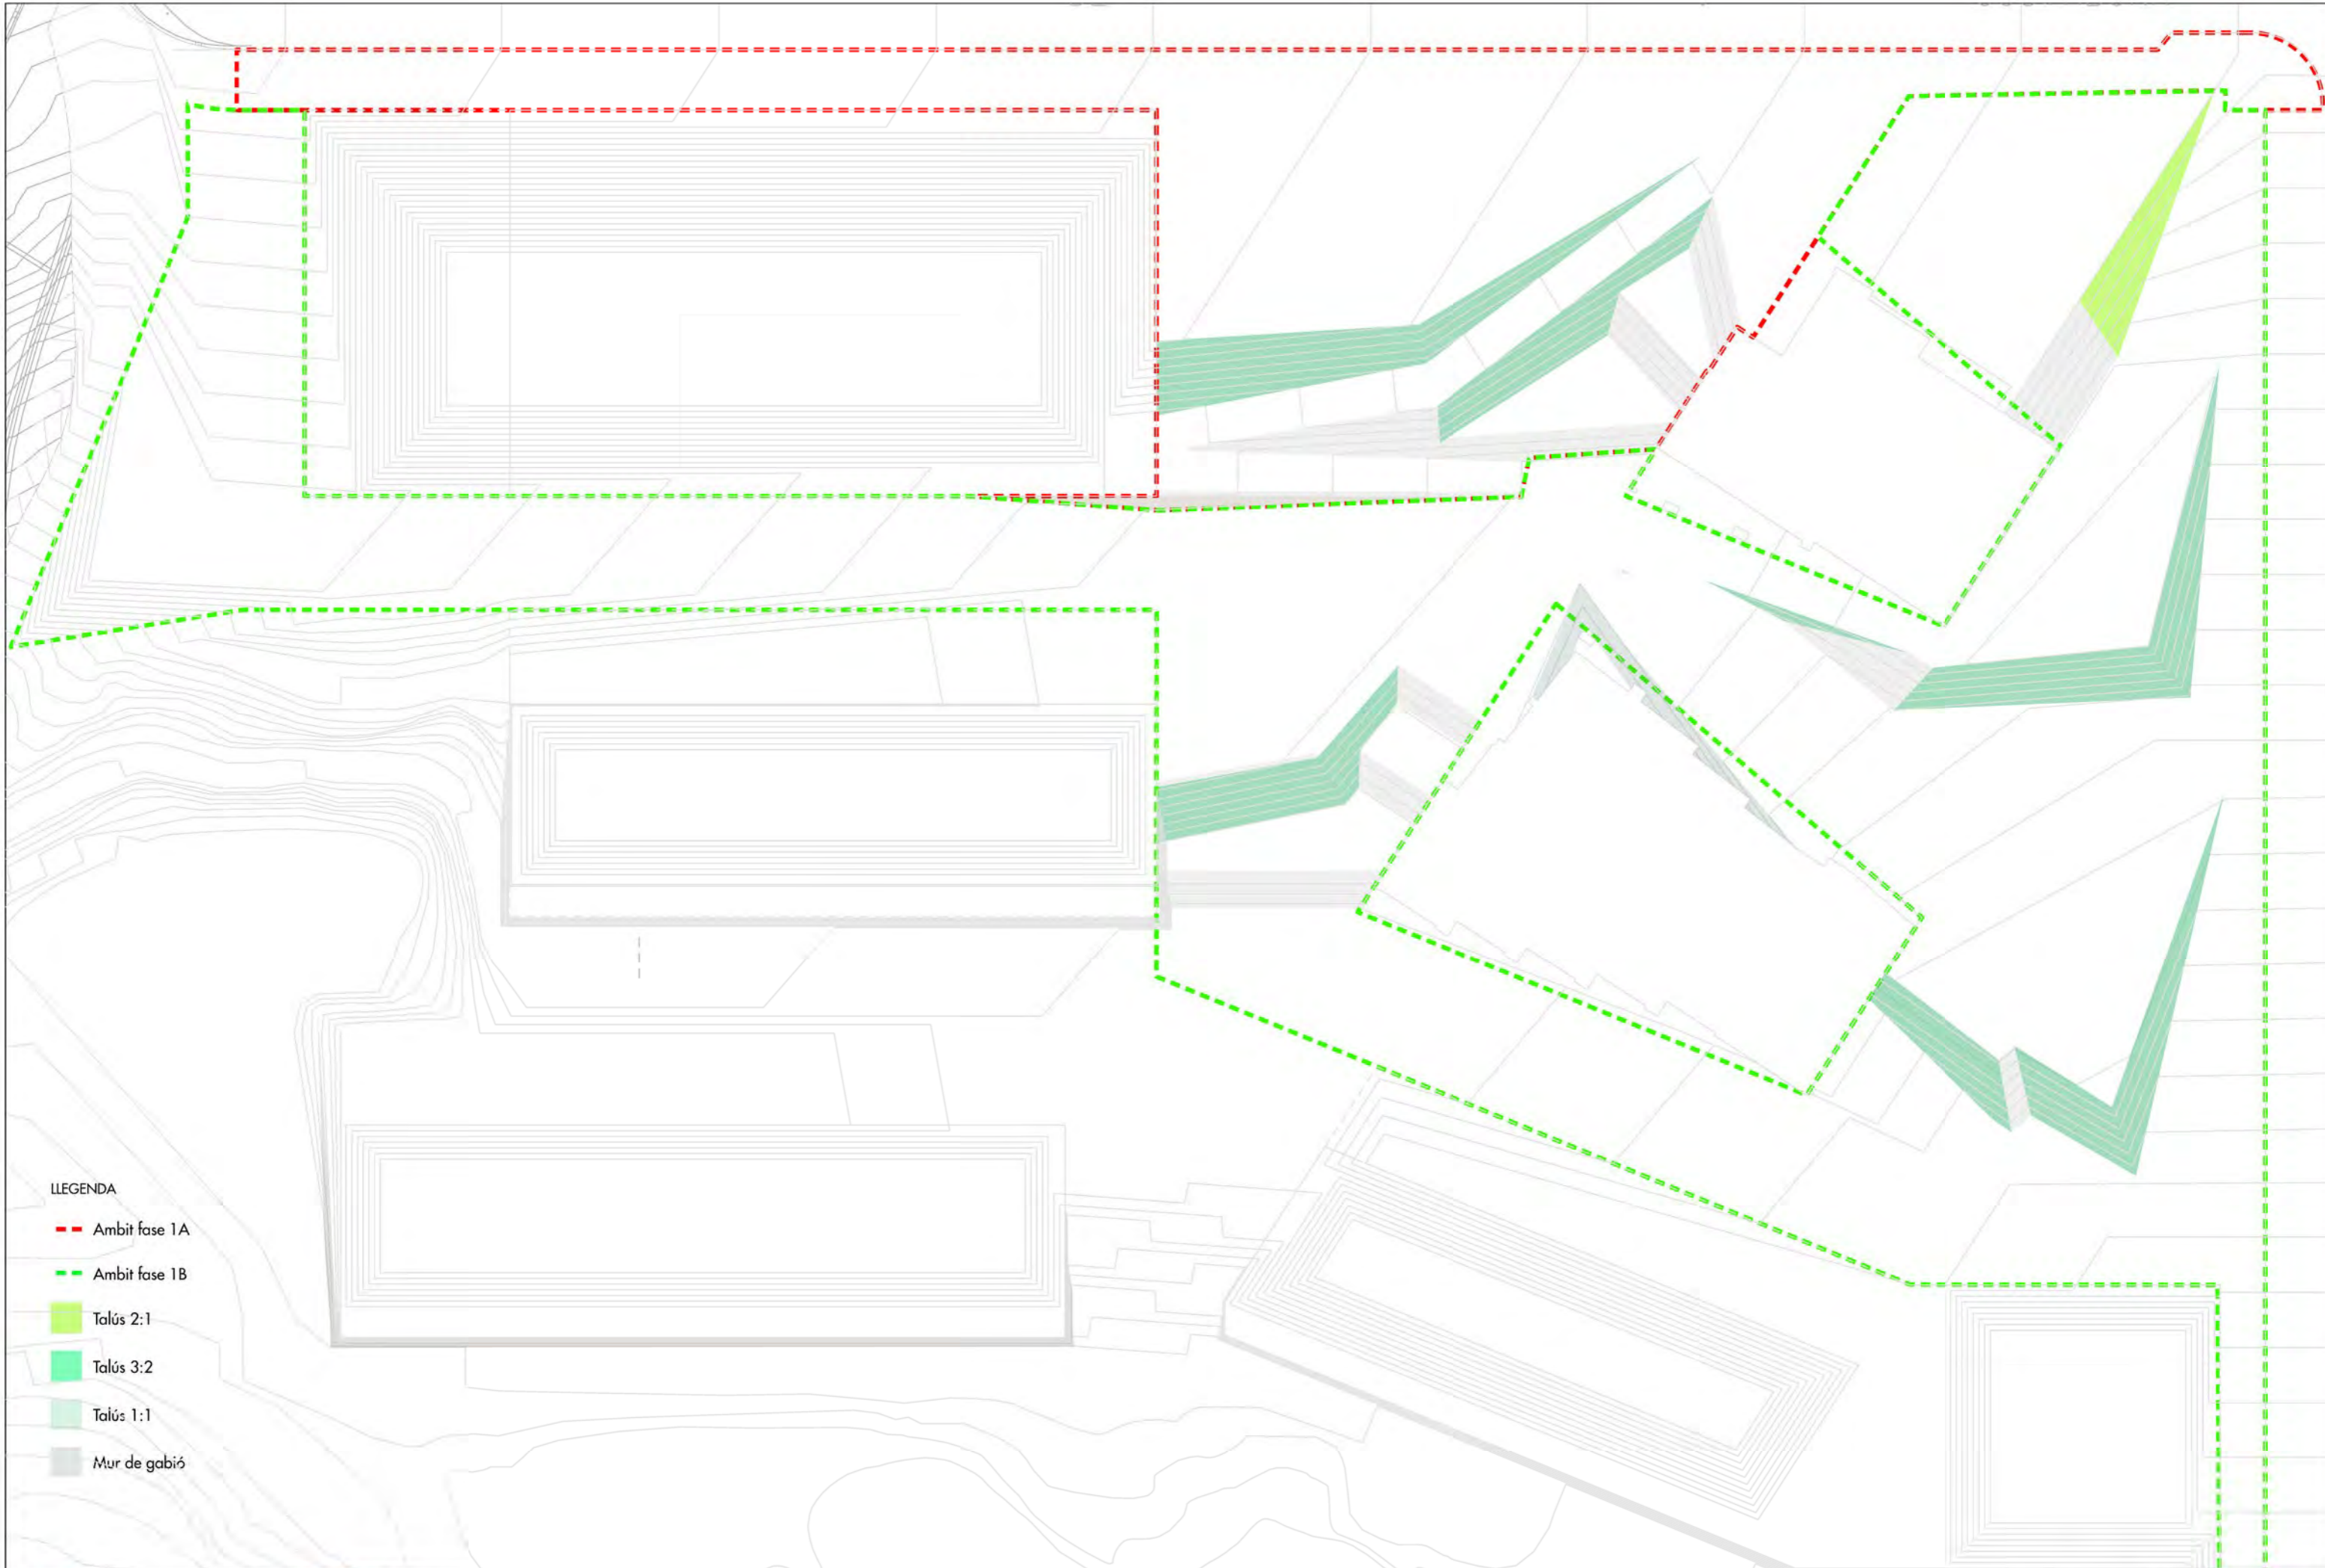 LLEGENDA
Ambit fase 1A
Ambit fase 1B
Talús 2:1
Talús 3:2
Talús 1:1
Mur de gabió